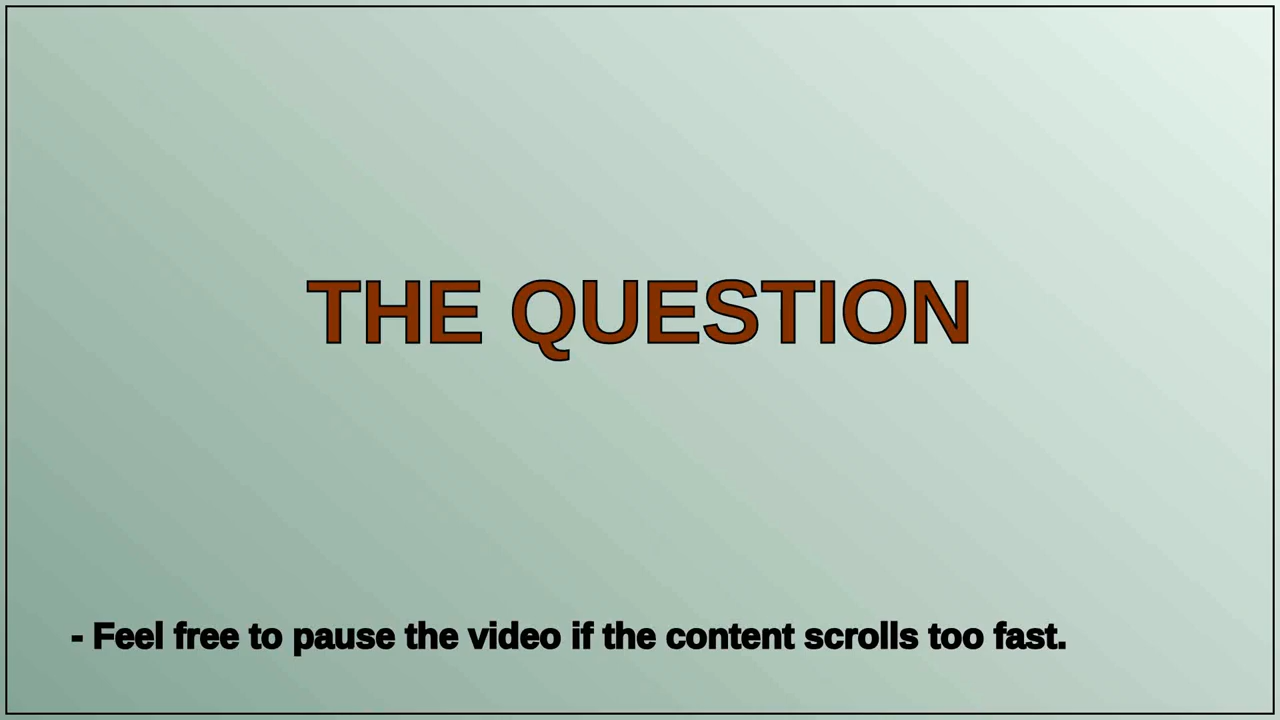 THE QUESTION
- Feel free to pause the video if the content scrolls too fast.